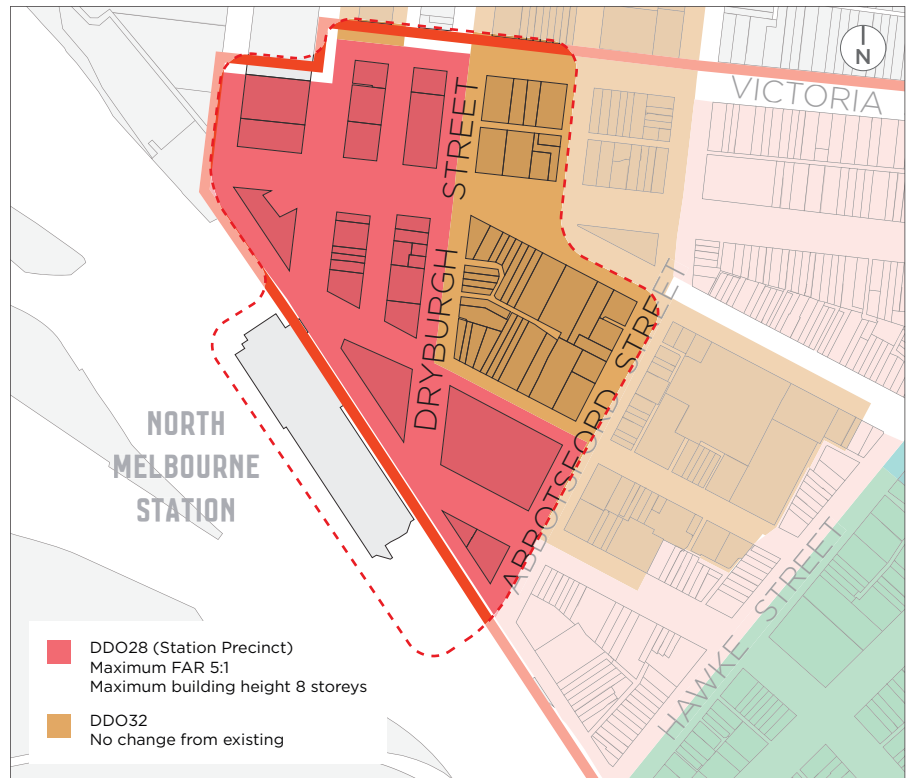 N
VICTORIA
DRYBURGH STREET
ABBOTSFORD STREET
HAWKE STREET
NORTH
MELBOURNE
STATION
DDO28 (Station Precinct)
Maximum FAR 5:1
Maximum building height 8 storeys
DDO32
No change from existing